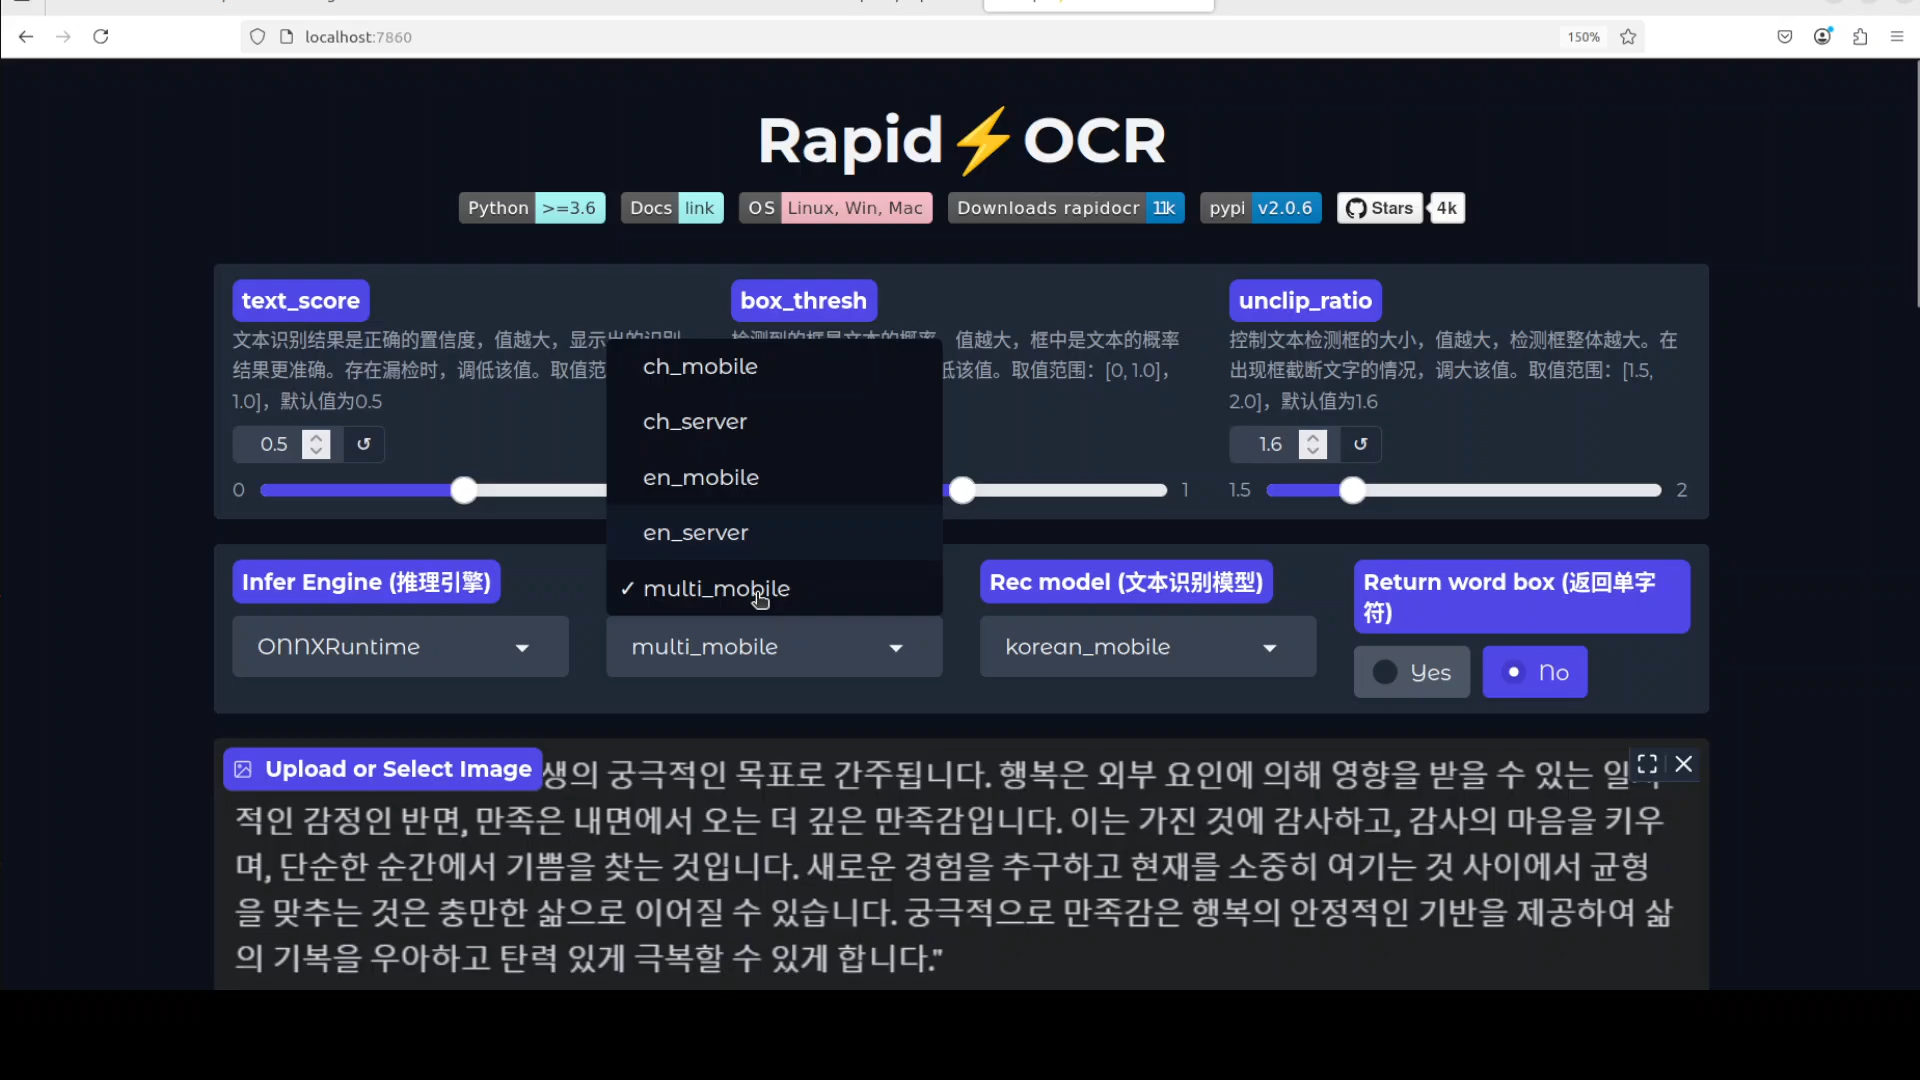 localhost:7860
150%
Rapid⚡OCR
Python >=3.6
Docs link
OS Linux, Win, Mac
Downloads rapidocr 11k
pypi v2.0.6
Stars 4k
text_score
文本识别结果是正确的置信度，值越大，显示出的识别
结果更准确。存在漏检时，调低该值。取值范
1.0]，默认值为0.5
0.5
0
box_thresh
检测到的框是文本的概率，值越大，框中是文本的概率
低该值。取值范围：[0, 1.0]，
1
unclip_ratio
控制文本检测框的大小，值越大，检测框整体越大。在
出现框截断文字的情况，调大该值。取值范围：[1.5,
2.0]，默认值为1.6
1.6
1.5
2
ch_mobile
ch_server
en_mobile
en_server
✓ multi_mobile
Infer Engine (推理引擎)
ONNXRuntime
multi_mobile
Rec model (文本识别模型)
korean_mobile
Return word box (返回单字
符)
Yes
No
Upload or Select Image
생의 궁극적인 목표로 간주됩니다. 행복은 외부 요인에 의해 영향을 받을 수 있는
적인 감정인 반면, 만족은 내면에서 오는 더 깊은 만족감입니다. 이는 가진 것에 감사하고, 감사의 마음을 키우
며, 단순한 순간에서 기쁨을 찾는 것입니다. 새로운 경험을 추구하고 현재를 소중히 여기는 것 사이에서 균형
을 맞추는 것은 충만한 삶으로 이어질 수 있습니다. 궁극적으로 만족감은 행복의 안정적인 기반을 제공하여 삶
의 기복을 우아하고 탄력 있게 극복할 수 있게 합니다."